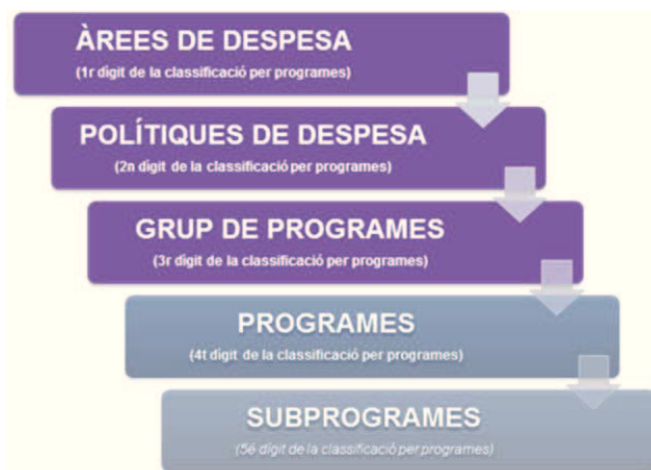 ÀREES DE DESPESA
(1r dígit de la classificació per programes)
POLÍTIQUES DE DESPESA
(2n dígit de la classificació per programes)
GRUP DE PROGRAMES
(3r dígit de la classificació per programes)
PROGRAMES
(4t dígit de la classificació per programes)
SUBPROGRAMES
(5é dígit de la classificació per programes)